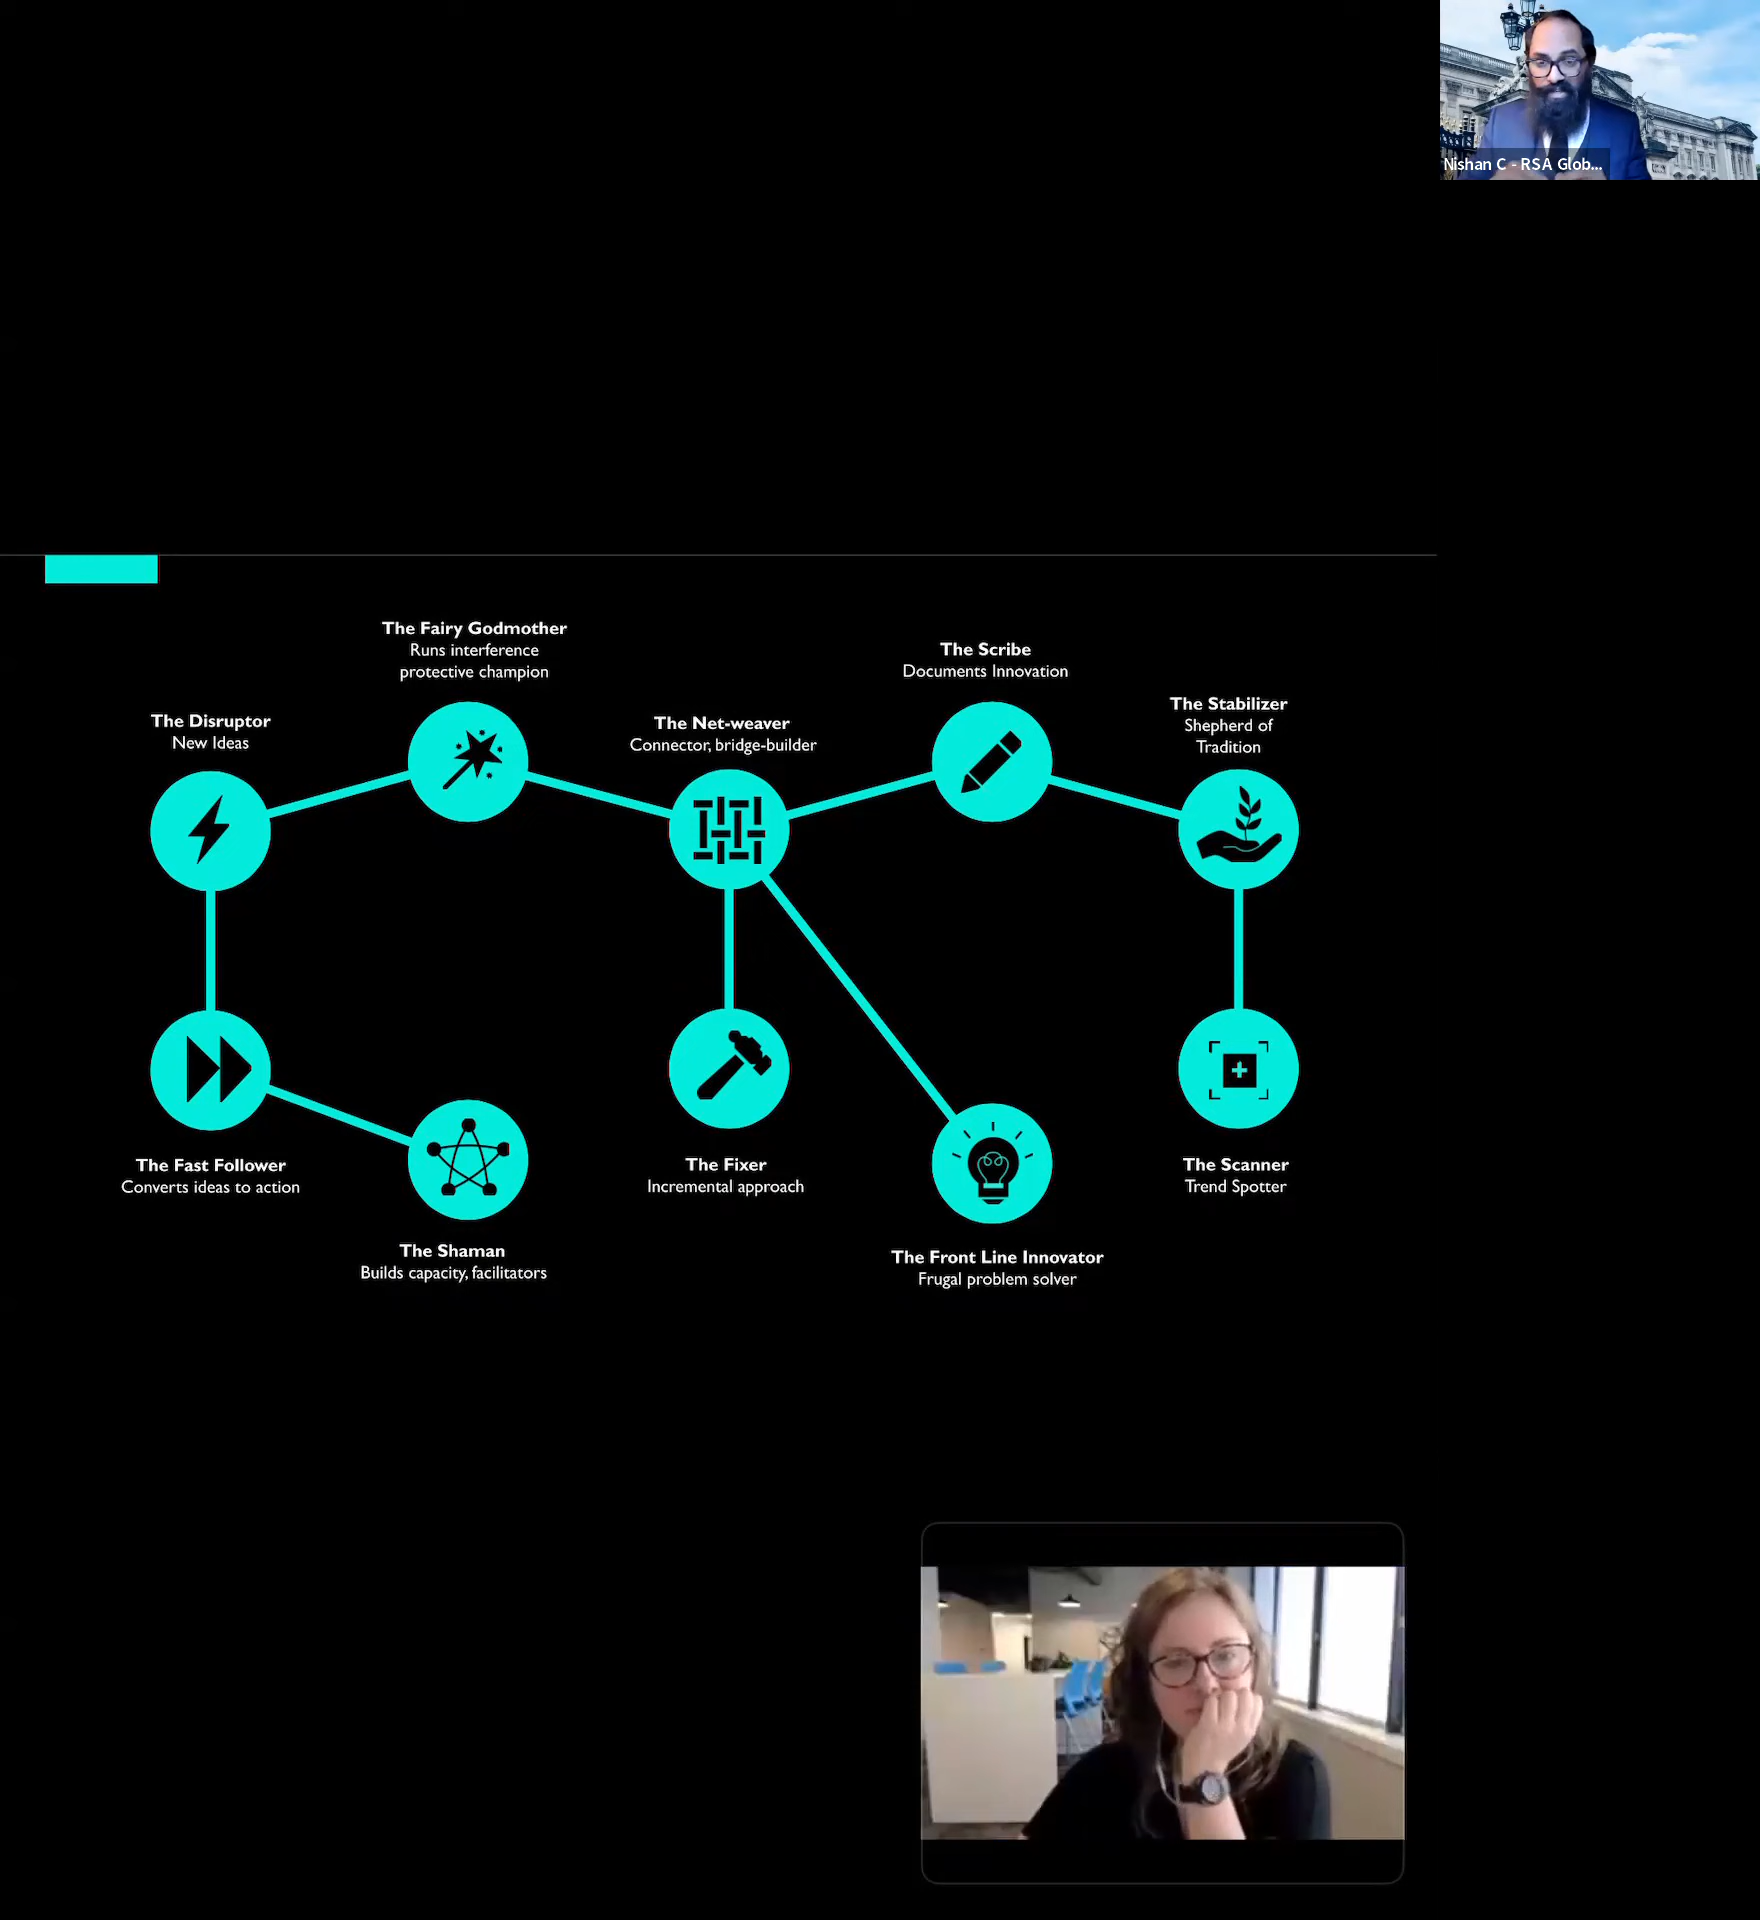 Nishan C - RSA Glob...
The Fairy Godmother
Runs interference
protective champion
The Disruptor
New Ideas
The Net-weaver
Connector, bridge-builder
The Scribe
Documents Innovation
The Stabilizer
Shepherd of
Tradition
The Fast Follower
Converts ideas to action
The Shaman
Builds capacity, facilitators
The Fixer
Incremental approach
The Front Line Innovator
Frugal problem solver
The Scanner
Trend Spotter